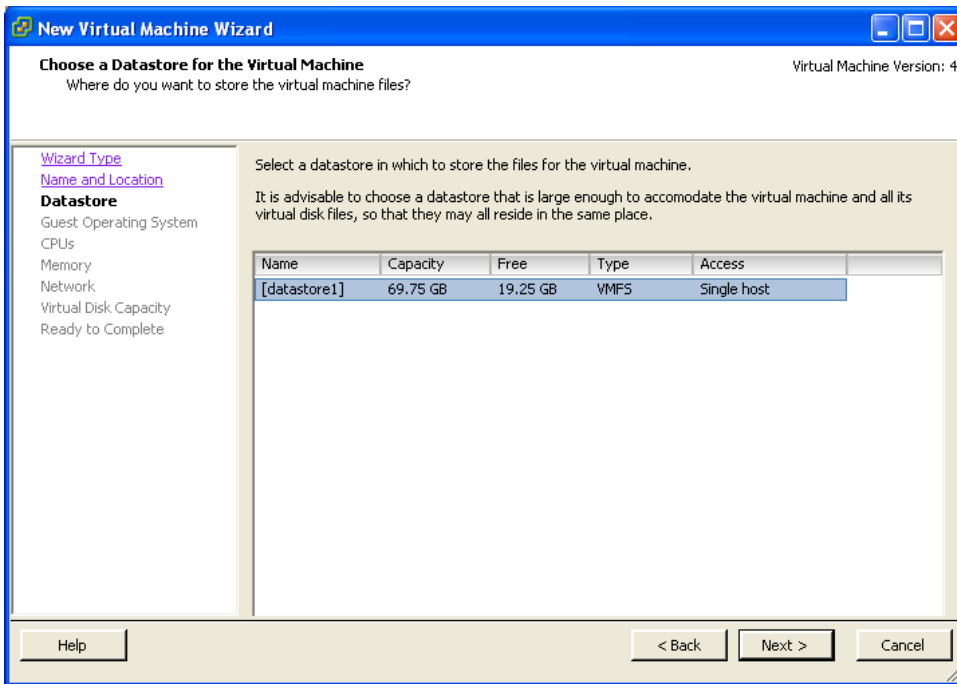 New Virtual Machine Wizard
Choose a Datastore for the Virtual Machine
Where do you want to store the virtual machine files?
Virtual Machine Version: 4
Wizard Type
Name and Location
Datastore
Guest Operating System
CPUs
Memory
Network
Virtual Disk Capacity
Ready to Complete
Select a datastore in which to store the files for the virtual machine.
It is advisable to choose a datastore that is large enough to accomodate the virtual machine and all its
virtual disk files, so that they may all reside in the same place.
Name Capacity Free Type Access
[datastore1] 69.75 GB 19.25 GB VMFS Single host
Help < Back Next > Cancel